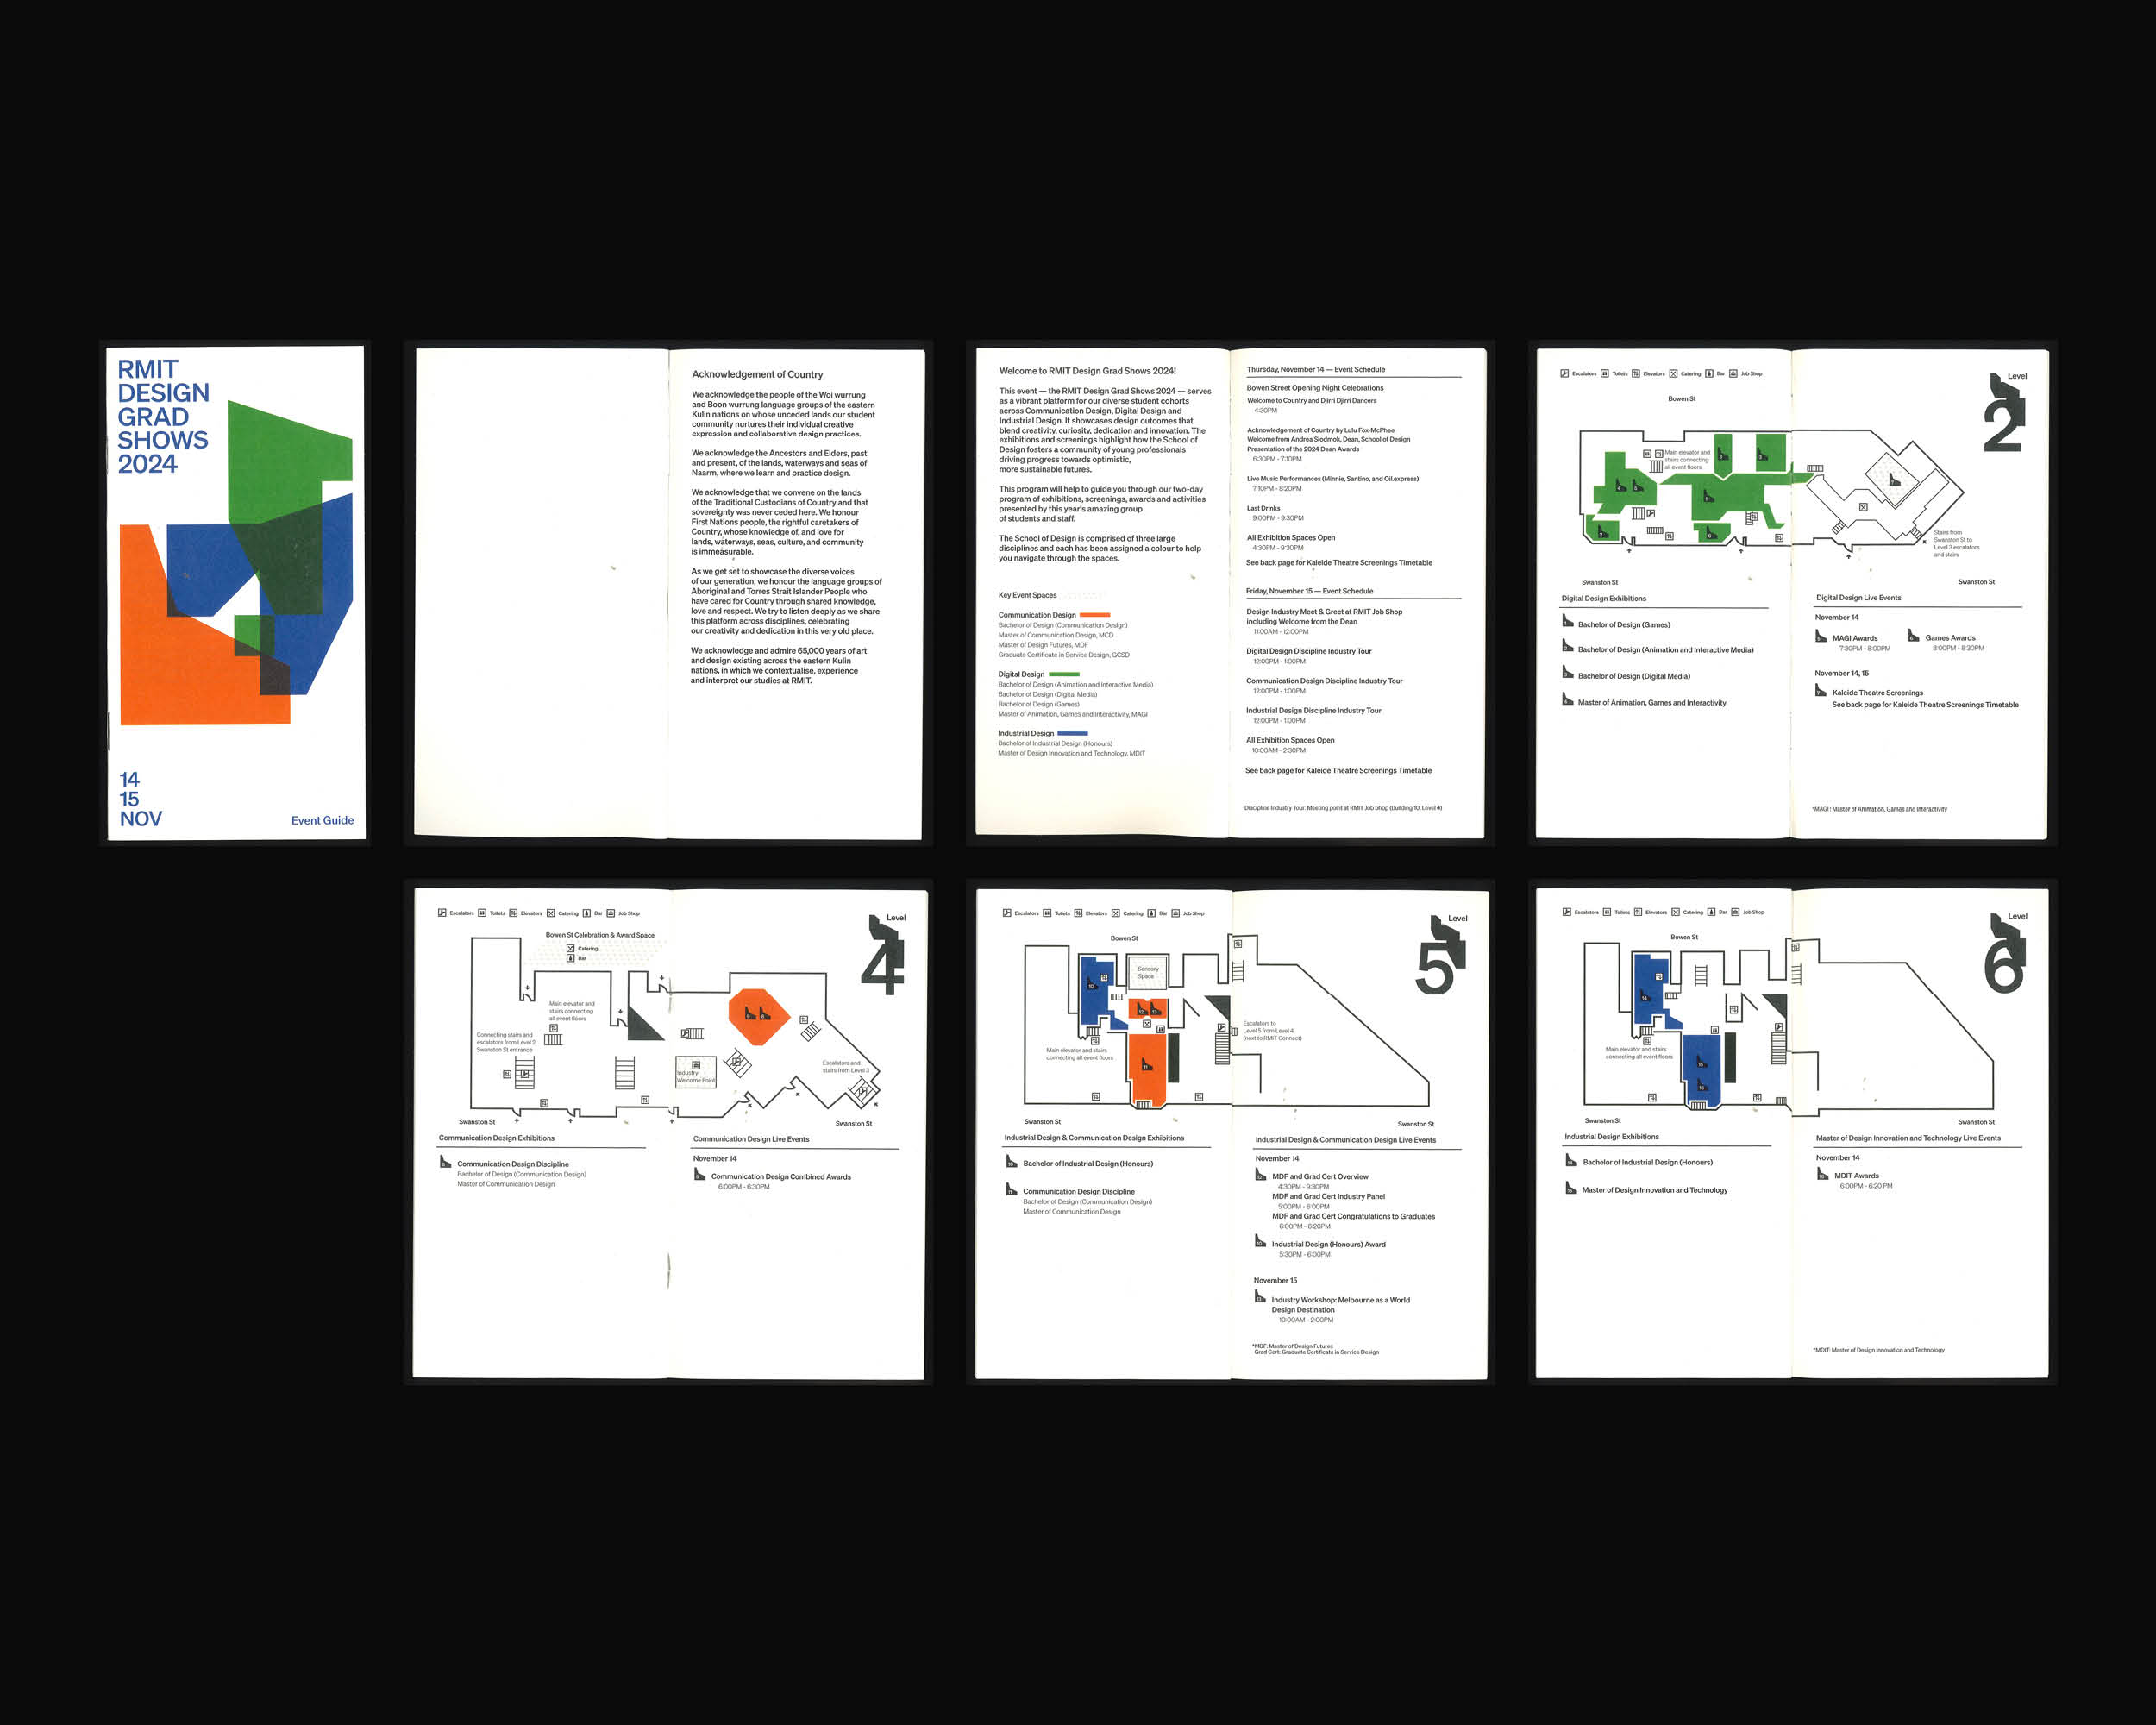 RMIT
DESIGN
GRAD
SHOWS
2024
14
15
NOV
Event Guide
Acknowledgement of Country
We acknowledge the people of the Woi wurrung
and Boon wurrung language groups of the eastern
Kulin nations on whose unceded lands our student
community nurtures their individual creative
expression and collaborative design practices.
We acknowledge the Ancestors and Elders, past
and present, of the lands, waterways and seas of
Naarm, where we learn and practice design.
We acknowledge that we convene on the lands
of the Traditional Custodians of Country and that
sovereignty was never ceded here. We honour
First Nations people, the rightful caretakers of
Country, whose knowledge of, and love for
lands, waterways, seas, culture, and community
is immeasurable.
As we get set to showcase the diverse voices
of our generation, we honour the language groups of
Aboriginal and Torres Strait Islander People who
have cared for Country through shared knowledge,
love and respect. We try to listen deeply as we share
this platform across disciplines, celebrating
our creativity and dedication in this very old place.
We acknowledge and admire 65,000 years of art
and design existing across the eastern Kulin
nations, in which we contextualise, experience
and interpret our studies at RMIT.
Welcome to RMIT Design Grad Shows 2024!
This event — the RMIT Design Grad Shows 2024 — serves
as a vibrant platform for our diverse student cohorts
across Communication Design, Digital Design and
Industrial Design. It showcases design outcomes that
blend creativity, curiosity, dedication and innovation. The
exhibitions and screenings highlight how the School of
Design fosters a community of young professionals
driving progress towards optimistic,
more sustainable futures.
This program will help to guide you through our two-day
program of exhibitions, screenings, awards and activities
presented by this year's amazing group
of students and staff.
The School of Design is comprised of three large
disciplines and each has been assigned a colour to help
you navigate through the spaces.
Key Event Spaces
Communication Design
Bachelor of Design (Communication Design)
Master of Communication Design, MCD
Master of Design Futures, MDF
Graduate Certificate in Service Design, GCSD
Digital Design
Bachelor of Design (Animation and Interactive Media)
Bachelor of Design (Digital Media)
Bachelor of Design (Games)
Master of Animation, Games and Interactivity, MAGI
Industrial Design
Bachelor of Industrial Design (Honours)
Master of Design Innovation and Technology, MDIT
Thursday, November 14 — Event Schedule
Bowen Street Opening Night Celebrations
Welcome to Country and Djirri Djirri Dancers
4:30PM
Acknowledgement of Country by Lulu Fox-McPhee
Welcome from Andrea Siodmok, Dean, School of Design
Presentation of the 2024 Dean Awards
6:30PM - 7:10PM
Live Music Performances (Minnie, Santino, and Oil.express)
7:10PM - 8:20PM
Last Drinks
9:00PM - 9:30PM
All Exhibition Spaces Open
4:30PM - 9:30PM
See back page for Kaleide Theatre Screenings Timetable
Friday, November 15 — Event Schedule
Design Industry Meet & Greet at RMIT Job Shop
including Welcome from the Dean
11:00AM - 12:00PM
Digital Design Discipline Industry Tour
12:00PM - 1:00PM
Communication Design Discipline Industry Tour
12:00PM - 1:00PM
Industrial Design Discipline Industry Tour
12:00PM - 1:00PM
All Exhibition Spaces Open
10:00AM - 2:30PM
See back page for Kaleide Theatre Screenings Timetable
Discipline Industry Tour: Meeting point at RMIT Job Shop (Building 10, Level 4)
Escalators Toilets Elevators Catering Bar Job Shop
Level
2
Bowen St
Main elevator and
stairs connecting
all event floors
Stairs from
Swanston St to
Level 3 escalators
and stairs
Swanston St
Swanston St
Digital Design Exhibitions
Bachelor of Design (Games)
Bachelor of Design (Animation and Interactive Media)
Bachelor of Design (Digital Media)
Master of Animation, Games and Interactivity
Digital Design Live Events
November 14
MAGI Awards
7:30PM - 8:00PM
Games Awards
8:00PM - 8:30PM
November 14, 15
Kaleide Theatre Screenings
See back page for Kaleide Theatre Screenings Timetable
*MAGI: Master of Animation, Games and Interactivity
Escalators Toilets Elevators Catering Bar Job Shop
Level
4
Bowen St Celebration & Award Space
Catering
Bar
Main elevator and
stairs connecting
all event floors
Connecting stairs and
escalators from Level 2
Swanston St entrance
Industry
Welcome Point
Escalators and
stairs from Level 3
Swanston St
Swanston St
Communication Design Exhibitions
Communication Design Discipline
Bachelor of Design (Communication Design)
Master of Communication Design
Communication Design Live Events
November 14
Communication Design Combined Awards
6:00PM - 6:30PM
Escalators Toilets Elevators Catering Bar Job Shop
Level
5
Bowen St
Sensory
Space
Main elevator and stairs
connecting all event floors
Escalators to
Level 5 from Level 4
(next to RMIT Connect)
Swanston St
Swanston St
Industrial Design & Communication Design Exhibitions
Bachelor of Industrial Design (Honours)
Communication Design Discipline
Bachelor of Design (Communication Design)
Master of Communication Design
Industrial Design & Communication Design Live Events
November 14
MDF and Grad Cert Overview
4:30PM - 9:30PM
MDF and Grad Cert Industry Panel
5:00PM - 6:00PM
MDF and Grad Cert Congratulations to Graduates
6:00PM - 6:20PM
Industrial Design (Honours) Award
5:30PM - 6:00PM
November 15
Industry Workshop: Melbourne as a World
Design Destination
10:00AM - 2:00PM
*MDF: Master of Design Futures
Grad Cert: Graduate Certificate in Service Design
Escalators Toilets Elevators Catering Bar Job Shop
Level
6
Bowen St
Main elevator and stairs
connecting all event floors
Swanston St
Swanston St
Industrial Design Exhibitions
Bachelor of Industrial Design (Honours)
Master of Design Innovation and Technology
Master of Design Innovation and Technology Live Events
November 14
MDIT Awards
6:00PM - 6:20 PM
*MDIT: Master of Design Innovation and Technology